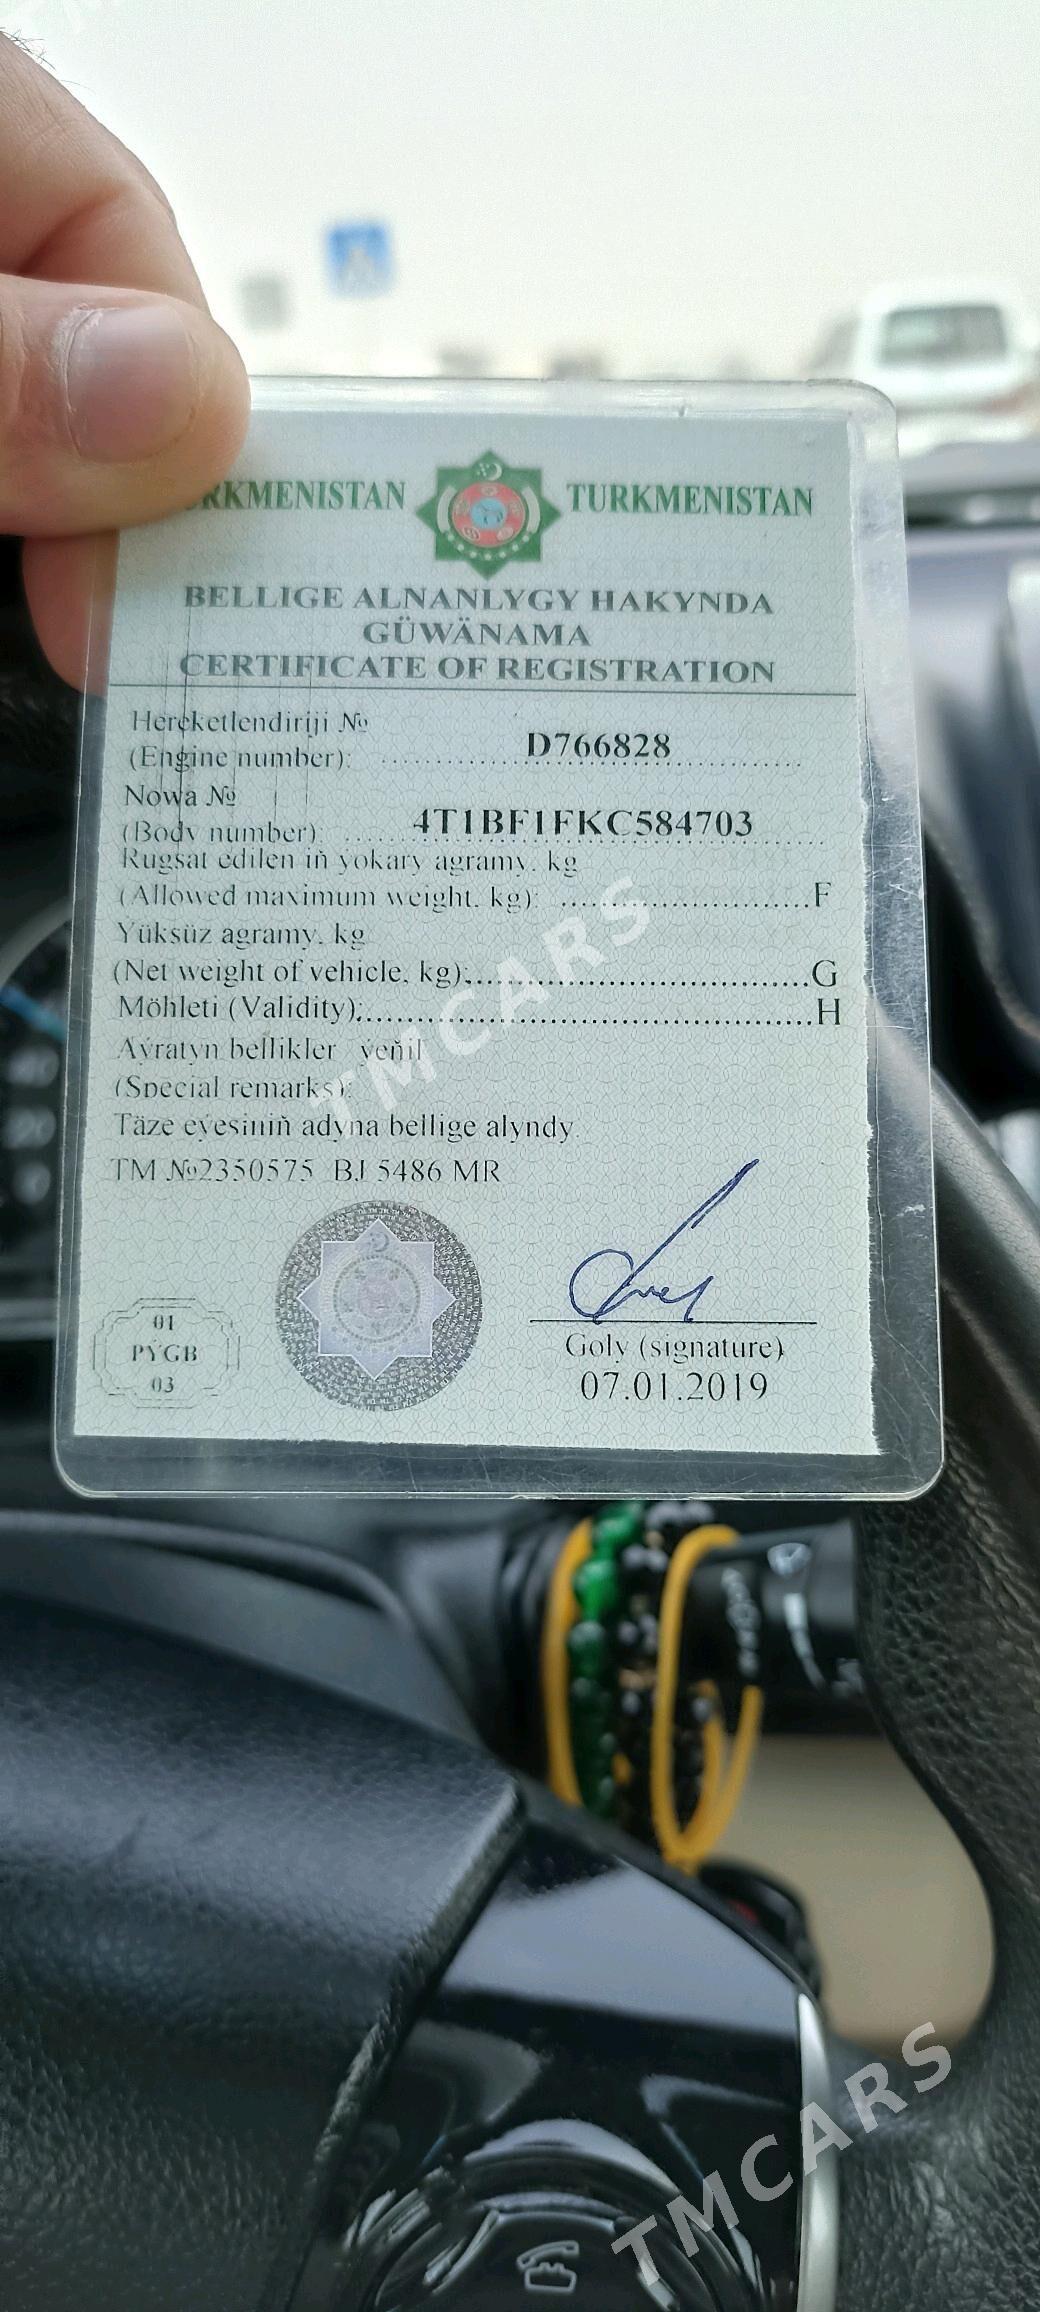 RKMENISTAN TURKMENISTAN
BELLIGE ALNANLYGY HAKYNDA
GÜWÄNAMA
CERTIFICATE OF REGISTRATION
Hereketlendiriji №
(Engine number): D766828
Nowa №
(Body number): 4T1BF1FKC584703
Rugsat edilen iň ýokary agramy, kg
(Allowed maximum weight, kg): F
Ýüksüz agramy, kg
(Net weight of vehicle, kg): G
Möhleti (Validity): H
Aýratyn bellikler ýeňil
(Special remarks):
Täze eýesiniň adyna bellige alyndy.
TM №2350575 BJ 5486 MR
01
PYGB
03
Goly (signature)
07.01.2019
TMCARS
TMCARS